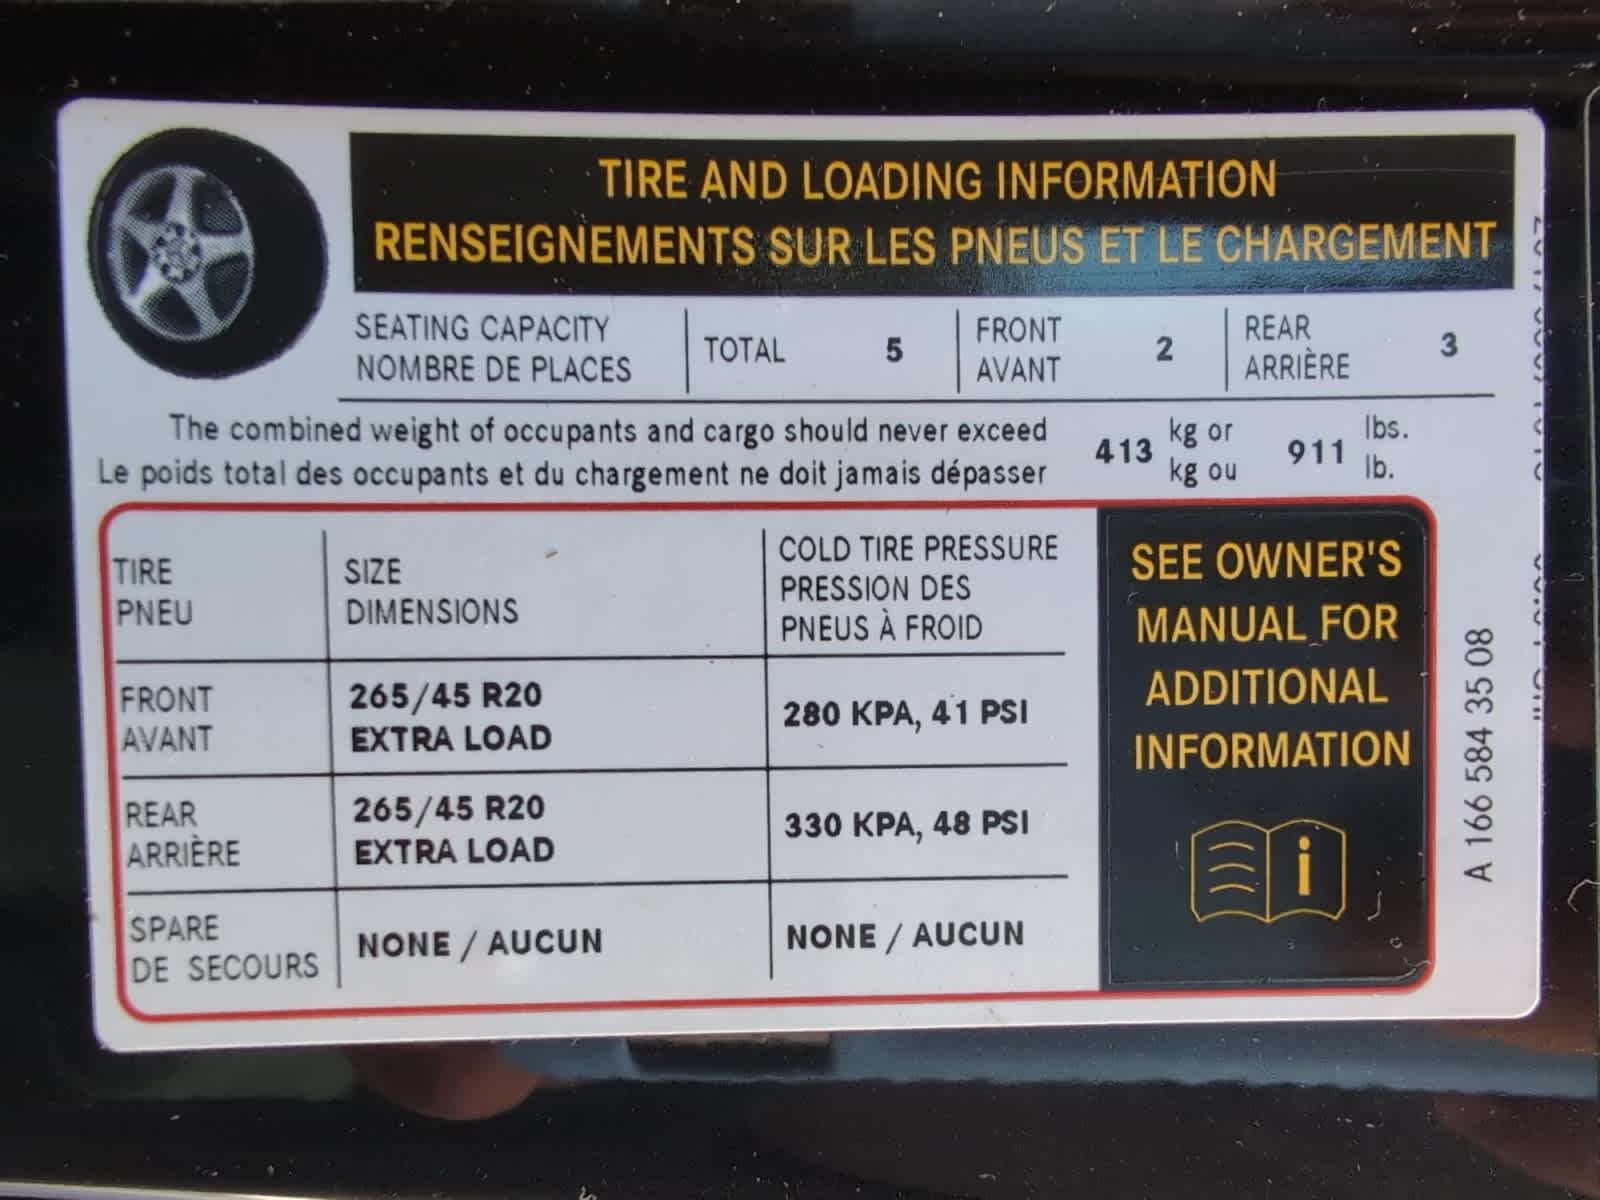 TIRE AND LOADING INFORMATION
RENSEIGNEMENTS SUR LES PNEUS ET LE CHARGEMENT
SEATING CAPACITY
NOMBRE DE PLACES
TOTAL 5
FRONT
AVANT
2
REAR
ARRIÈRE
3
The combined weight of occupants and cargo should never exceed
Le poids total des occupants et du chargement ne doit jamais dépasser
413
kg or
kg ou
911
lbs.
lb.
TIRE
PNEU
SIZE
DIMENSIONS
COLD TIRE PRESSURE
PRESSION DES
PNEUS À FROID
FRONT
AVANT
265/45 R20
EXTRA LOAD
280 KPA, 41 PSI
REAR
ARRIÈRE
265/45 R20
EXTRA LOAD
330 KPA, 48 PSI
SPARE
DE SECOURS
NONE / AUCUN
NONE / AUCUN
SEE OWNER'S
MANUAL FOR
ADDITIONAL
INFORMATION
i
A 166 584 35 08